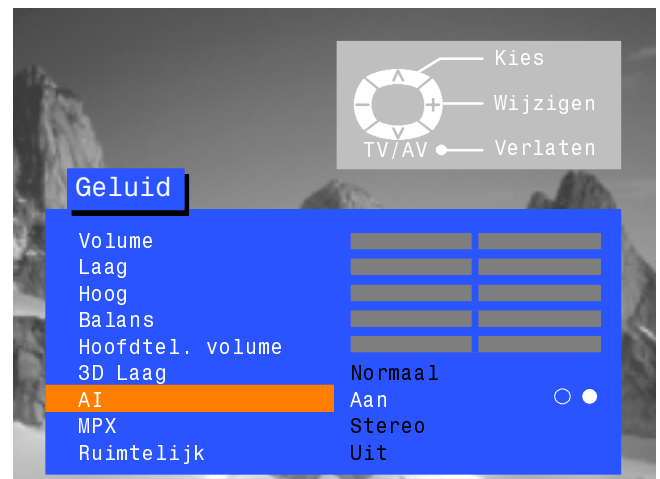 Kies
Wijzigen
TV/AV Verlaten
Geluid
Volume
Laag
Hoog
Balans
Hoofdtel. volume
3D Laag Normaal
AI Aan
MPX Stereo
Ruimtelijk Uit